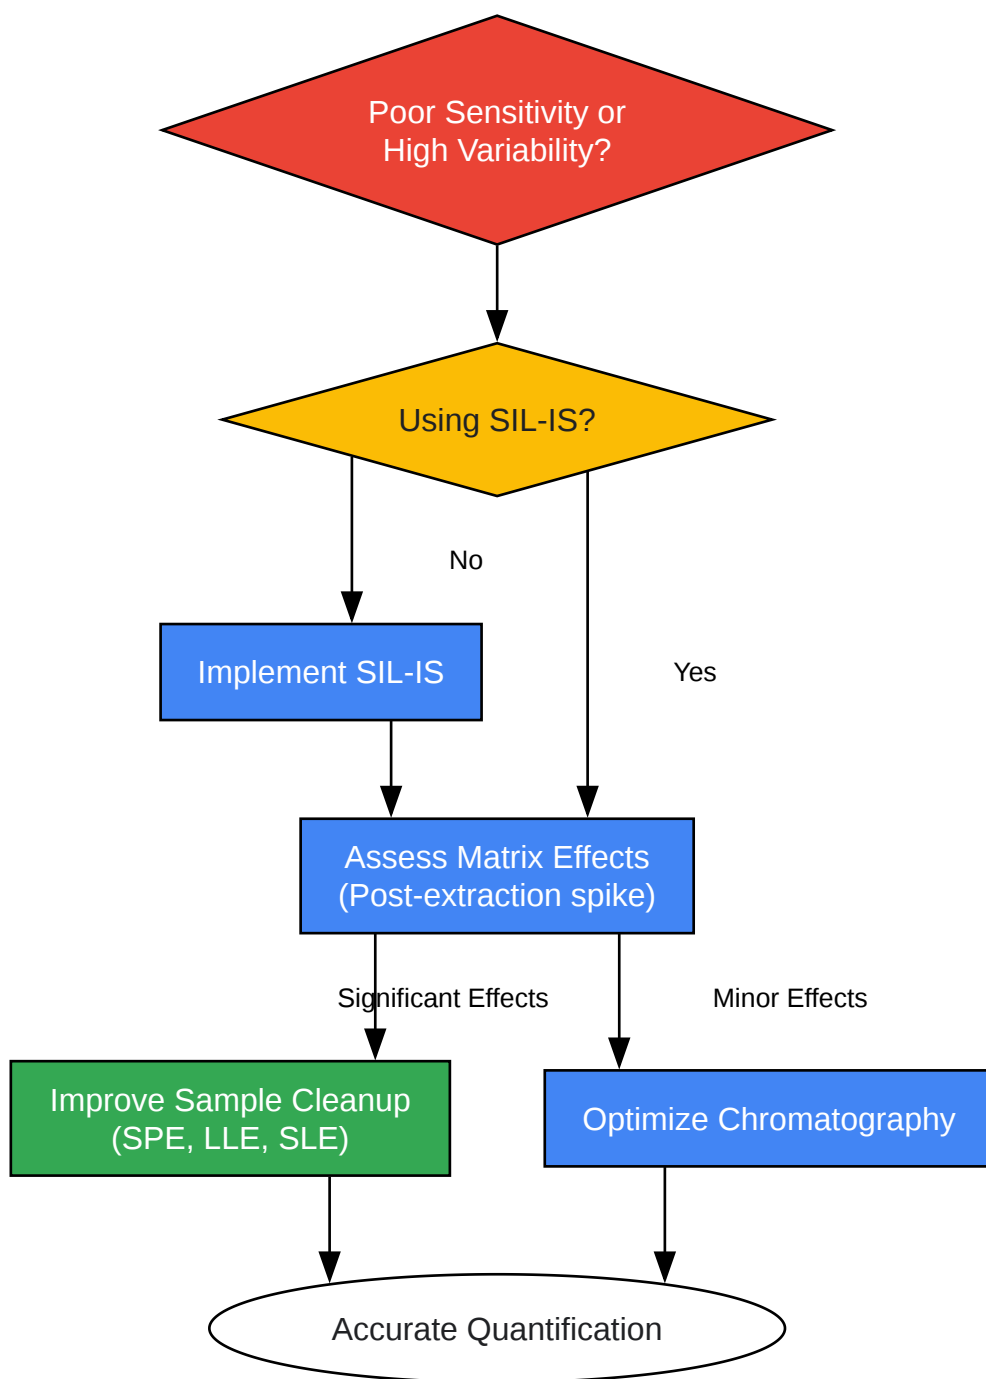 Poor Sensitivity or
High Variability?
Using SIL-IS?
No
Implement SIL-IS
Yes
Assess Matrix Effects
(Post-extraction spike)
Significant Effects
Minor Effects
Improve Sample Cleanup
(SPE, LLE, SLE)
Optimize Chromatography
Accurate Quantification